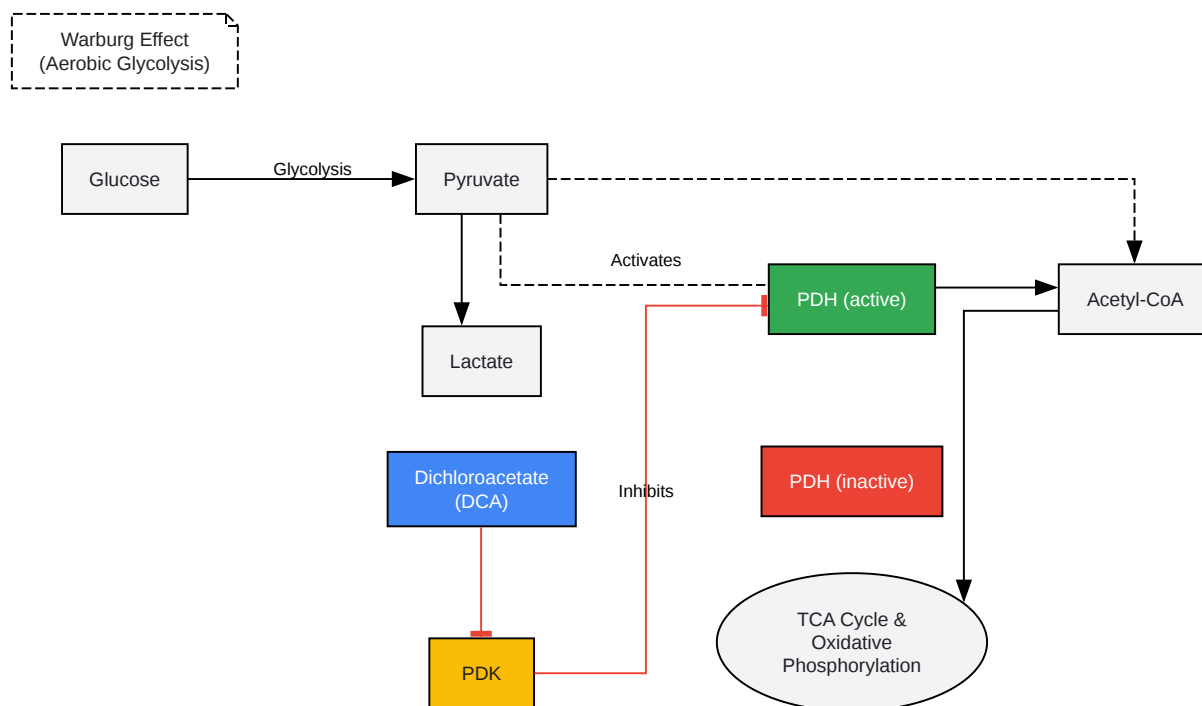 Warburg Effect
(Aerobic Glycolysis)
Glucose
Glycolysis
Pyruvate
Activates
PDH (active)
Acetyl-CoA
Lactate
Dichloroacetate
(DCA)
Inhibits
PDH (inactive)
TCA Cycle &
Oxidative
Phosphorylation
PDK